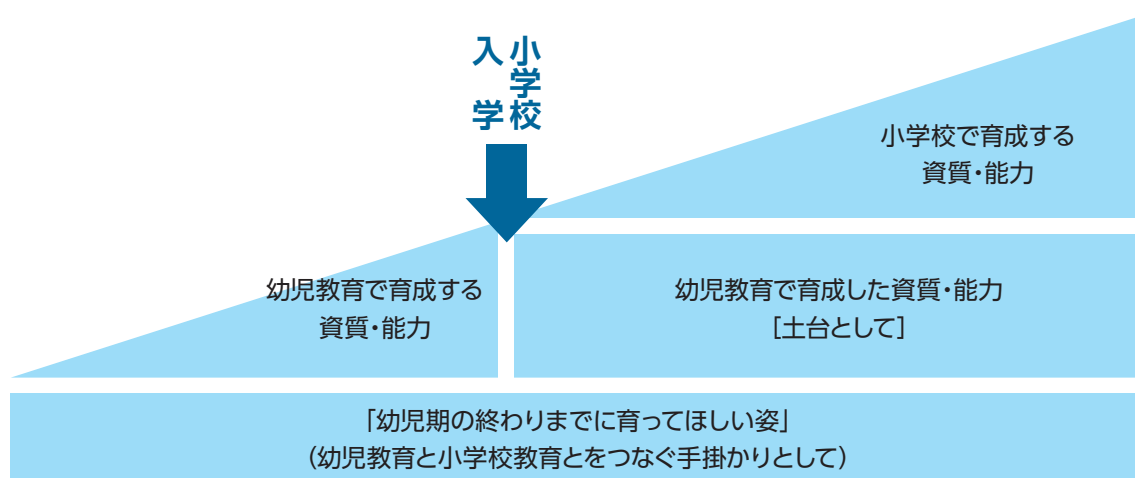 小学校
入学
小学校で育成する
資質・能力
幼児教育で育成する
資質・能力
幼児教育で育成した資質・能力
[土台として]
「幼児期の終わりまでに育ってほしい姿」
(幼児教育と小学校教育とをつなぐ手掛かりとして)